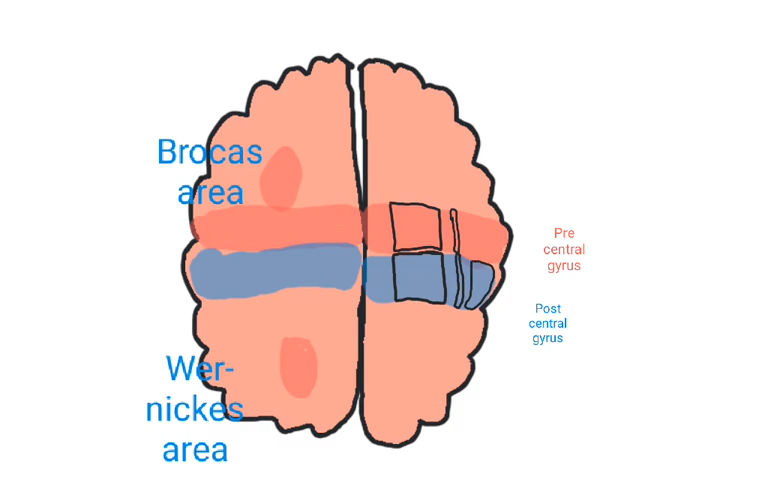 Brocas
area
Pre
central
gyrus
Post
central
gyrus
Wer-
nickes
area